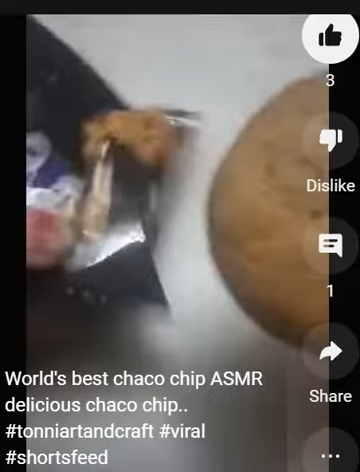 3
Dislike
1
Share
World's best chaco chip ASMR
delicious chaco chip..
#tonniartandcraft #viral
#shortsfeed